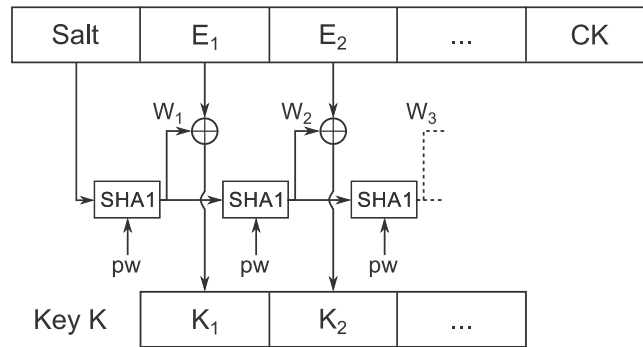 Salt E₁ E₂ ... CK
W₁ W₂ W₃
SHA1 SHA1 SHA1
pw pw pw
Key K K₁ K₂ ...